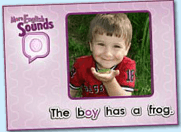 More English
Sounds
The boy has a frog.